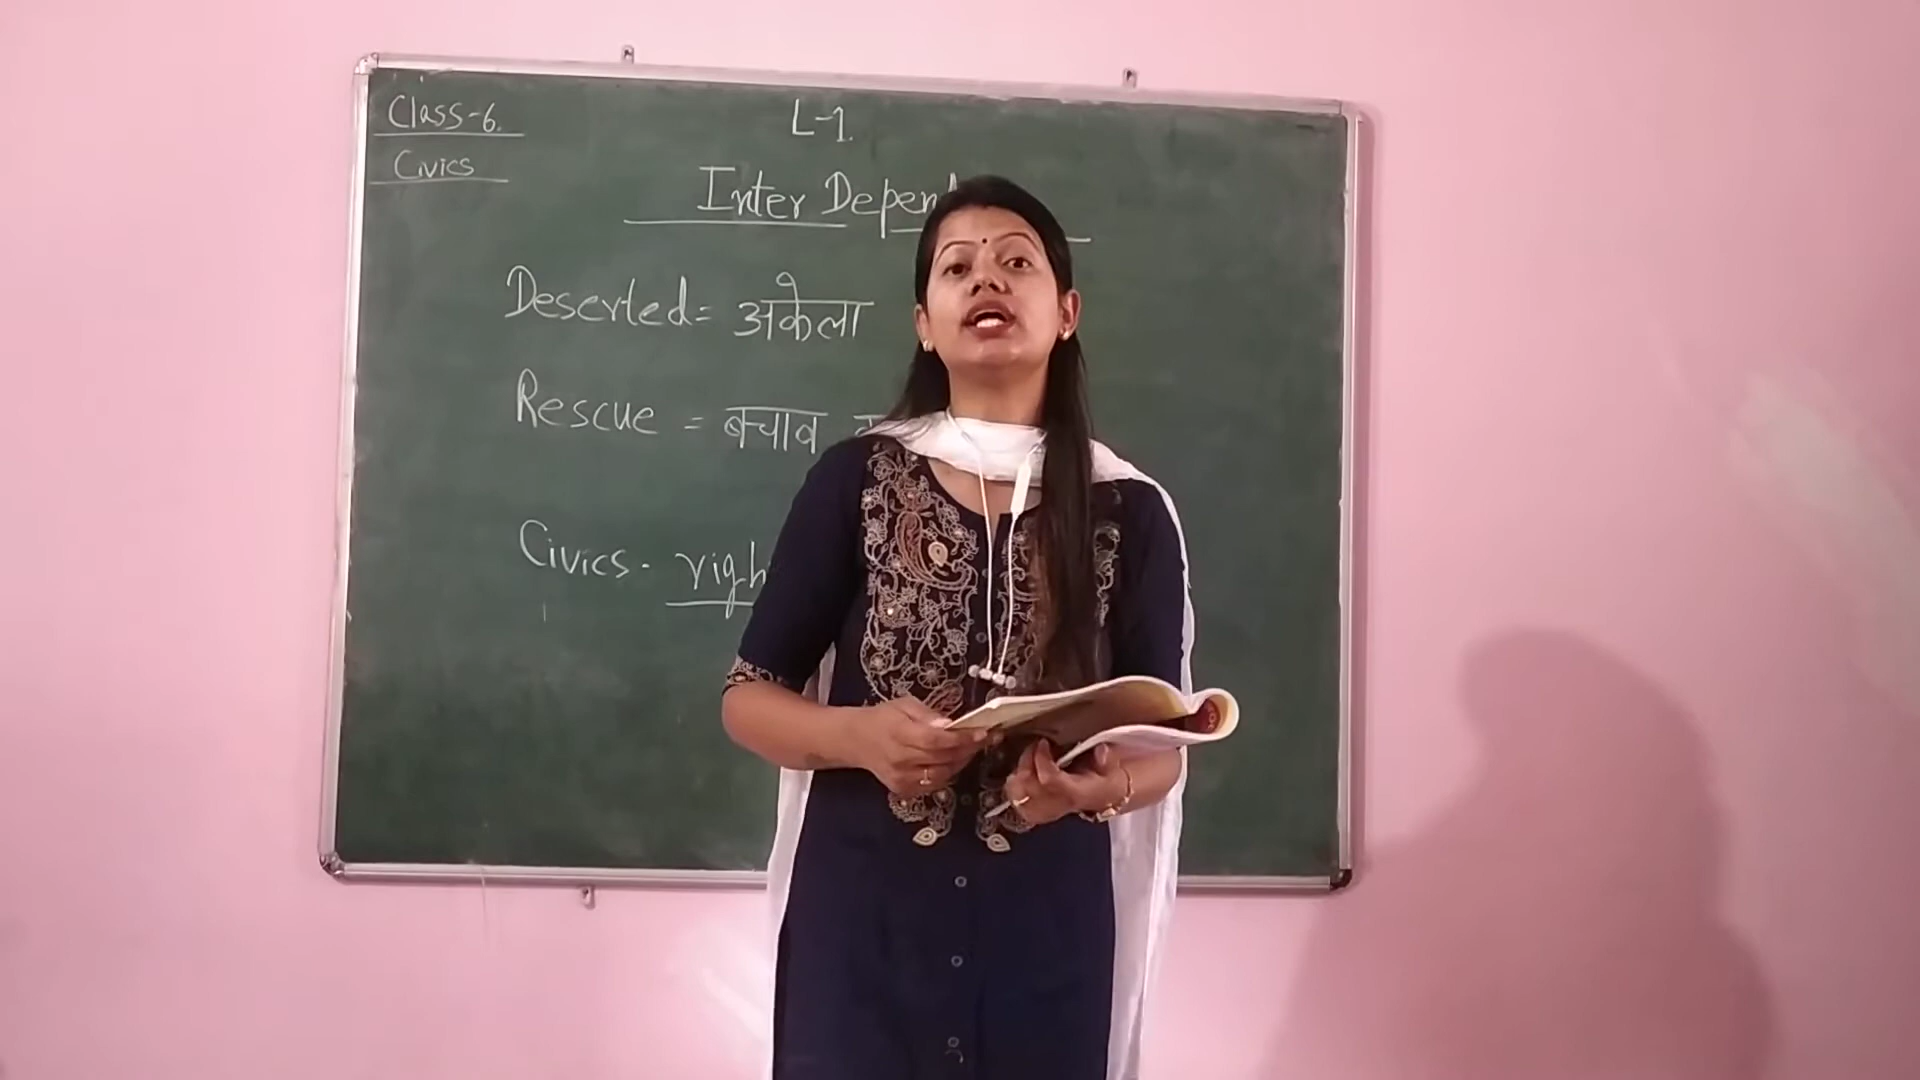 Class-6.
Civics
L-1.
Inter Depen
Deserted = अकेला
Rescue = बचाव
Civics. righ